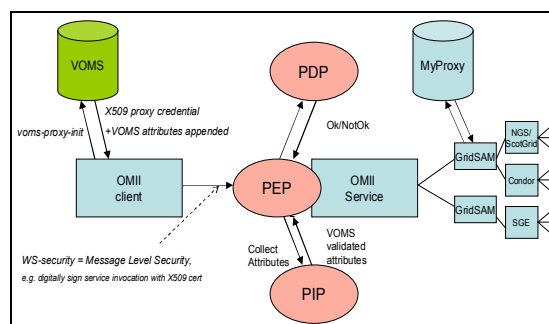 VOMS
PDP
MyProxy
X509 proxy credential
+VOMS attributes appended
voms-proxy-init
Ok/NotOk
NGS/
ScotGrid
GridSAM
OMII
client
PEP
OMII
Service
Condor
GridSAM
SGE
WS-security = Message Level Security,
e.g. digitally sign service invocation with X509 cert
Collect
Attributes
VOMS
validated
attributes
PIP